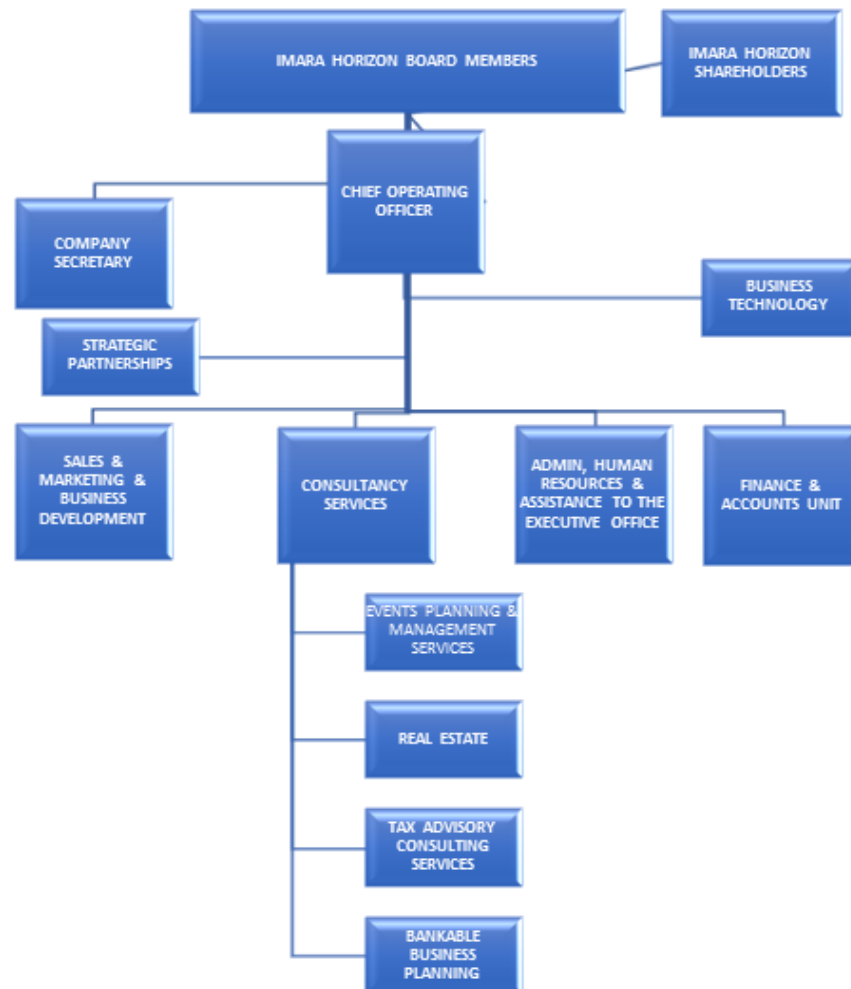 IMARA HORIZON BOARD MEMBERS
IMARA HORIZON
SHAREHOLDERS
CHIEF OPERATING
OFFICER
COMPANY
SECRETARY
BUSINESS
TECHNOLOGY
STRATEGIC
PARTNERSHIPS
SALES &
MARKETING &
BUSINESS
DEVELOPMENT
CONSULTANCY
SERVICES
ADMIN, HUMAN
RESOURCES &
ASSISTANCE TO THE
EXECUTIVE OFFICE
FINANCE &
ACCOUNTS UNIT
EVENTS PLANNING &
MANAGEMENT
SERVICES
REAL ESTATE
TAX ADVISORY
CONSULTING
SERVICES
BANKABLE
BUSINESS
PLANNING